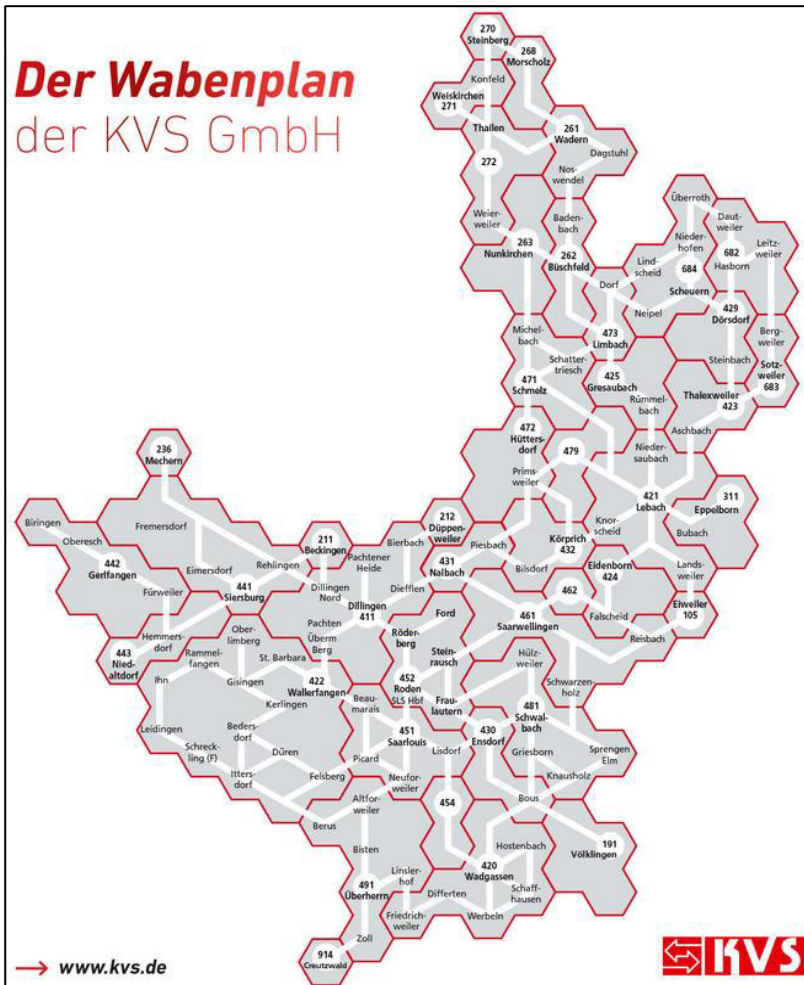 Der Wabenplan
der KVS GmbH
270
Steinberg
268
Morscholz
Konfeld
Weiskirchen
271
Thailen
261
Wadern
Dagstuhl
272
Nos-
wendel
Weier-
weiler
Baden-
bach
263
Nunkirchen
262
Büschfeld
Überroth
Daut-
weiler
Leitz-
weiler
Nieder-
hofen
682
Hasborn
Lind-
scheid
684
Scheuern
Dorf
Neipel
429
Dörsdorf
Michel-
bach
473
Limbach
Berg-
weiler
Schatter-
triesch
Steinbach
Sotz-
weiler
683
471
Schmelz
425
Gresaubach
Thalexweiler
423
Rümmel-
bach
472
Hütters-
dorf
Aschbach
236
Mechern
479
Nieder-
saubach
Prims-
weiler
421
Lebach
311
Eppelborn
Biringen
Oberesch
Fremersdorf
212
Düppen-
weiler
Knor-
scheid
Bubach
211
Beckingen
Bierbach
Piesbach
Körprich
432
442
Gerlfangen
Eimersdorf
Rehlingen
Pachtener
Heide
431
Nalbach
Bilsdorf
Eidenborn
424
Lands-
weiler
441
Siersburg
Dillingen
Nord
Diefflen
462
Fürweiler
Dillingen
411
Ford
461
Saarwellingen
Falscheid
Eiweiler
105
Hemmers-
dorf
Ober-
limberg
Pachten
Röder-
berg
Reisbach
443
Nied-
altdorf
Rammel-
fangen
Überm
Berg
Stein-
rausch
Hülz-
weiler
St. Barbara
Ihn
Gisingen
422
Wallerfangen
452
Roden
SLS Hbf
Schwarzen-
holz
Kerlingen
Beau-
marais
Frau-
lautern
481
Schwal-
bach
Leidingen
Beders-
dorf
451
Saarlouis
430
Ensdorf
Schreck-
ling (F)
Düren
Picard
Lisdorf
Griesborn
Sprengen
Elm
Itters-
dorf
Felsberg
Neufor-
weiler
Knausholz
Altfor-
weiler
454
Bous
Berus
Bisten
Hostenbach
191
Völklingen
420
Wadgassen
491
Überherrn
Linsler-
hof
Differten
Schaff-
hausen
Friedrich-
weiler
Werbeln
Zoll
914
Creutzwald
www.kvs.de
KVS